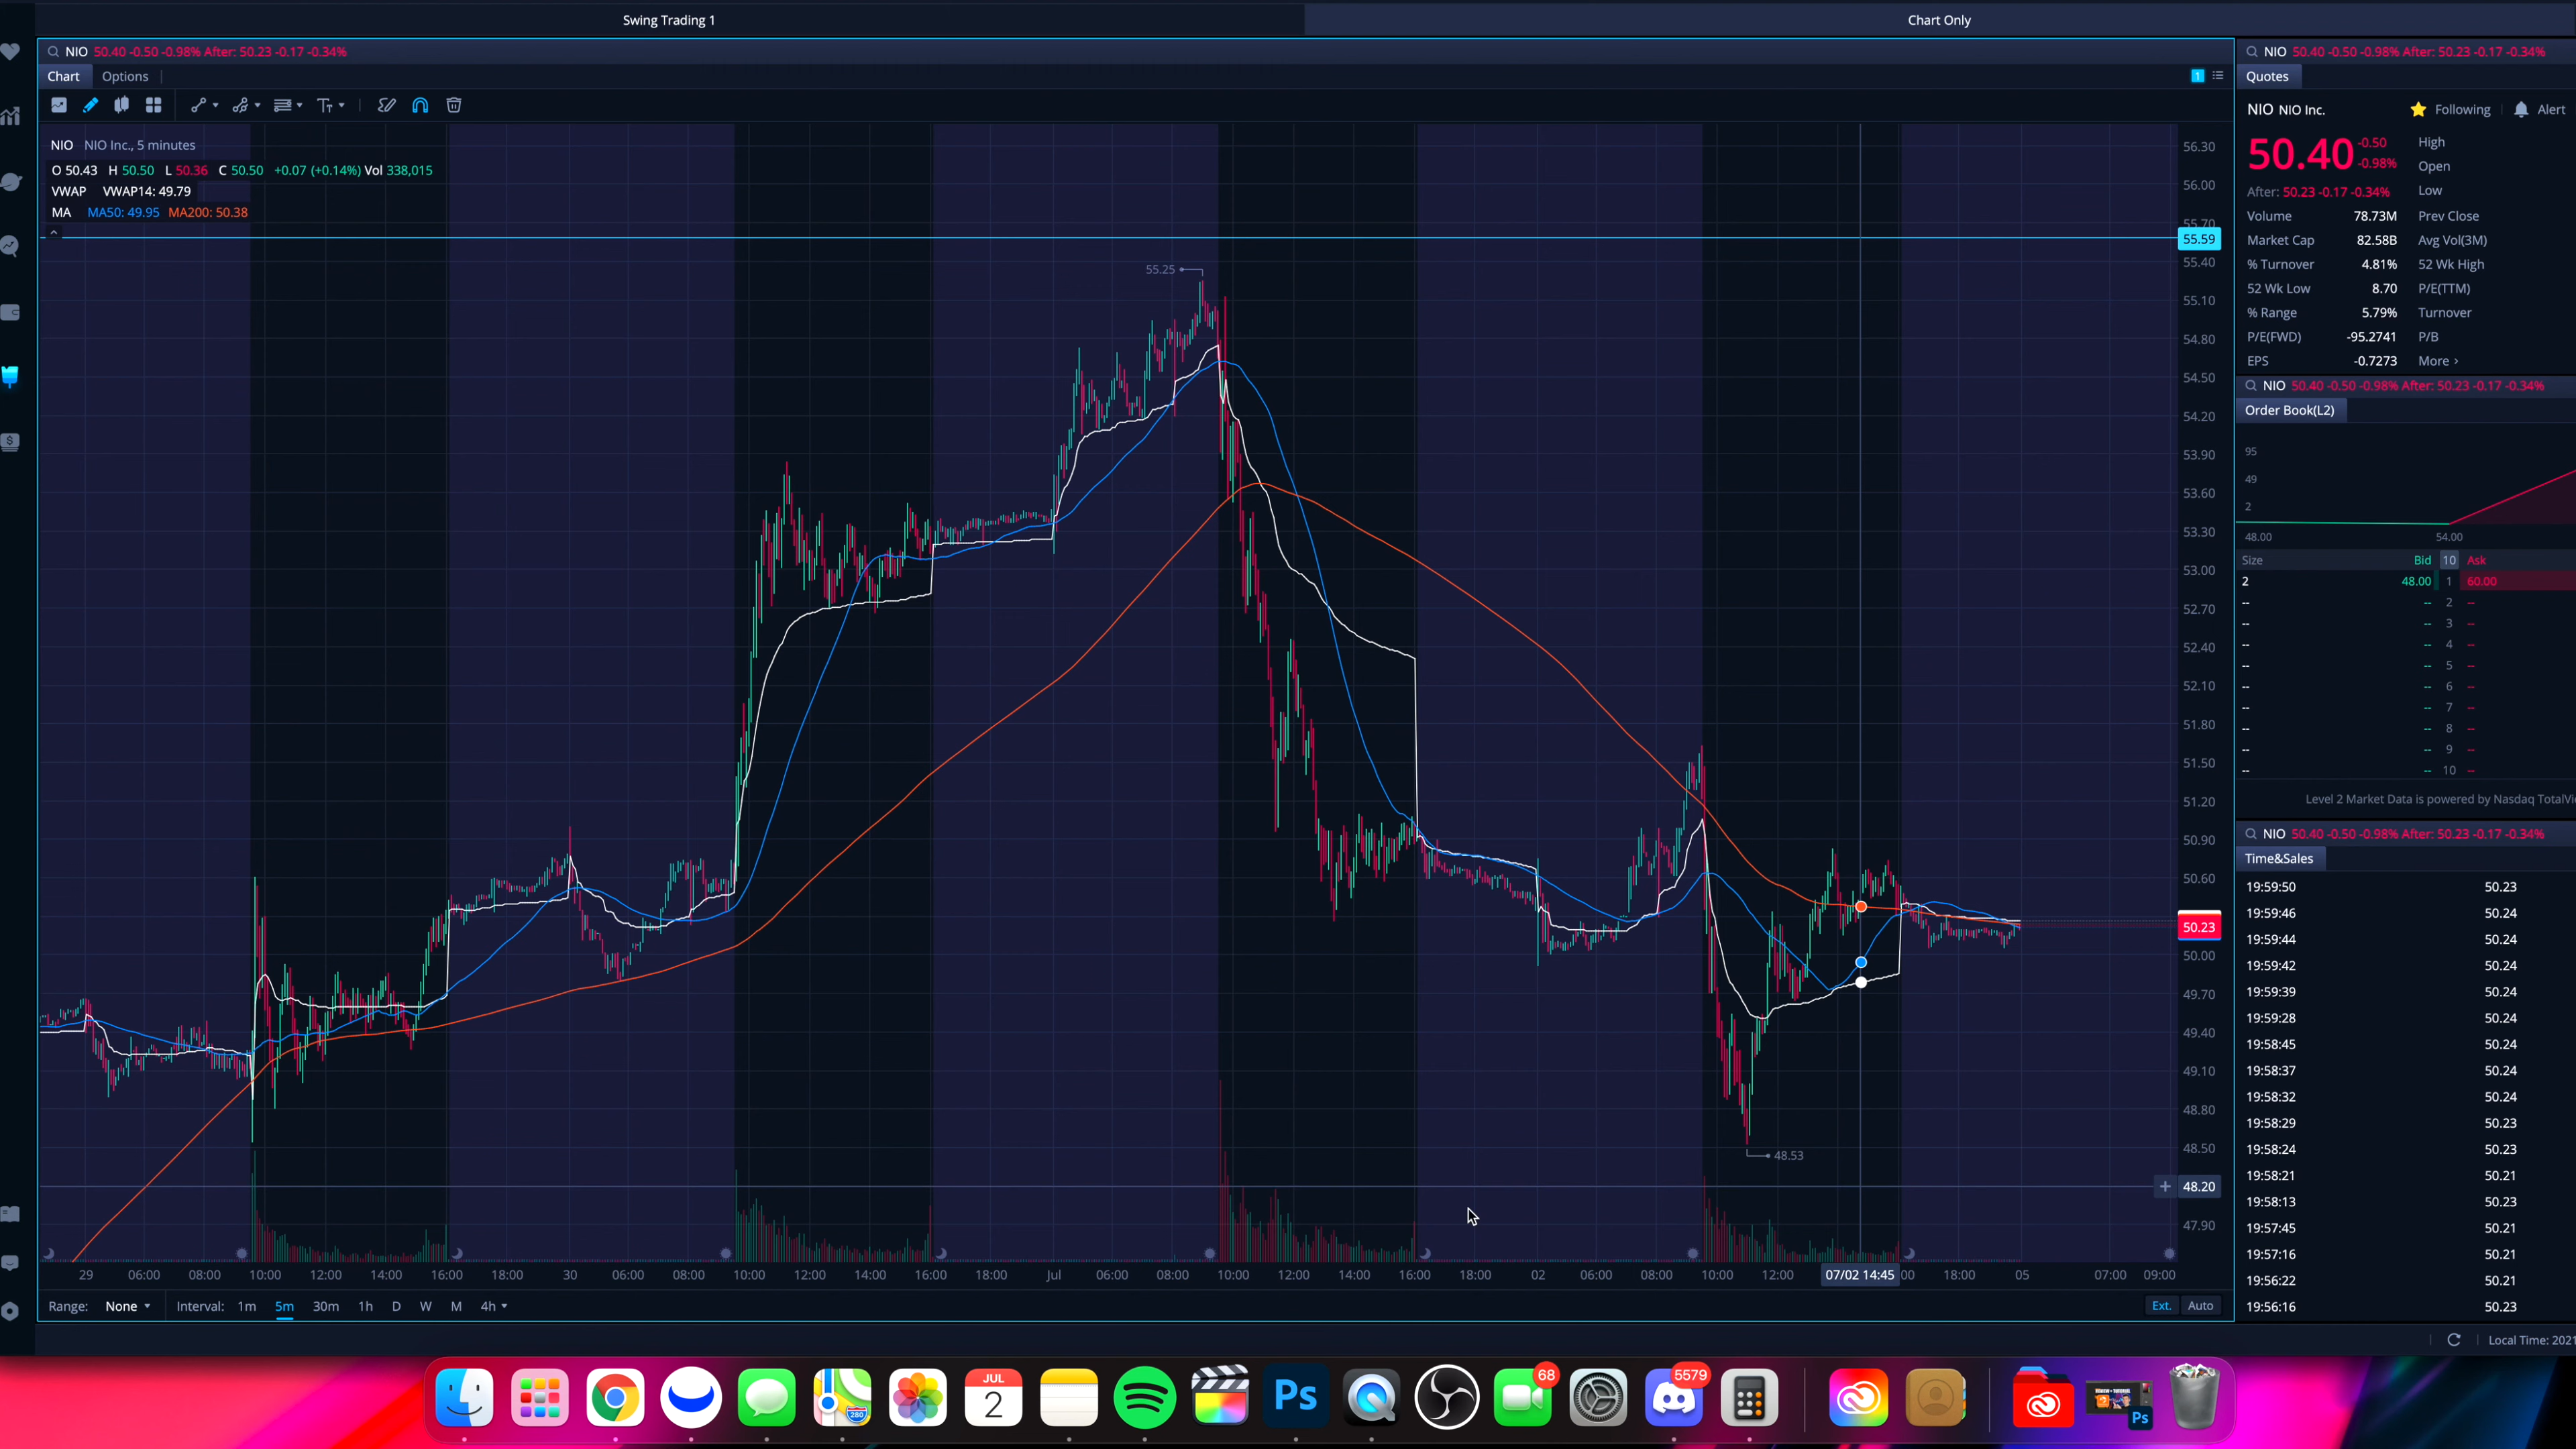 Swing Trading 1
Chart Only
NIO 50.40 -0.50 -0.98% After: 50.23 -0.17 -0.34%
Chart Options
1
NIO NIO Inc., 5 minutes
O 50.43 H 50.50 L 50.36 C 50.50 +0.07 (+0.14%) Vol 338,015
VWAP VWAP14: 49.79
MA MA50: 49.95 MA200: 50.38
55.25
48.53
56.30
56.00
55.70
55.59
55.40
55.10
54.80
54.50
54.20
53.90
53.60
53.30
53.00
52.70
52.40
52.10
51.80
51.50
51.20
50.90
50.60
50.23
50.00
49.70
49.40
49.10
48.80
48.50
48.20
47.90
29 06:00 08:00 10:00 12:00 14:00 16:00 18:00 30 06:00 08:00 10:00 12:00 14:00 16:00 18:00 Jul 06:00 08:00 10:00 12:00 14:00 16:00 18:00 02 06:00 08:00 10:00 12:00 07/02 14:45 00 18:00 05 07:00 09:00
Range: None Interval: 1m 5m 30m 1h D W M 4h Ext. Auto
NIO 50.40 -0.50 -0.98% After: 50.23 -0.17 -0.34%
Quotes
NIO NIO Inc. Following Alert
50.40 -0.50 High
-0.98% Open
After: 50.23 -0.17 -0.34% Low
Volume 78.73M Prev Close
Market Cap 82.58B Avg Vol(3M)
% Turnover 4.81% 52 Wk High
52 Wk Low 8.70 P/E(TTM)
% Range 5.79% Turnover
P/E(FWD) -95.2741 P/B
EPS -0.7273 More ›
NIO 50.40 -0.50 -0.98% After: 50.23 -0.17 -0.34%
Order Book(L2)
95
49
2
48.00 54.00
Size Bid 10 Ask
2 48.00 1 60.00
-- -- 2 --
-- -- 3 --
-- -- 4 --
-- -- 5 --
-- -- 6 --
-- -- 7 --
-- -- 8 --
-- -- 9 --
-- -- 10 --
Level 2 Market Data is powered by Nasdaq TotalVi
NIO 50.40 -0.50 -0.98% After: 50.23 -0.17 -0.34%
Time&Sales
19:59:50 50.23
19:59:46 50.24
19:59:44 50.24
19:59:42 50.24
19:59:39 50.24
19:59:28 50.24
19:58:45 50.24
19:58:37 50.24
19:58:32 50.24
19:58:29 50.23
19:58:24 50.23
19:58:21 50.21
19:58:13 50.23
19:57:45 50.21
19:57:16 50.21
19:56:22 50.21
19:56:16 50.23
Local Time: 2021
280
JUL
2
Ps
68
5579
Ps